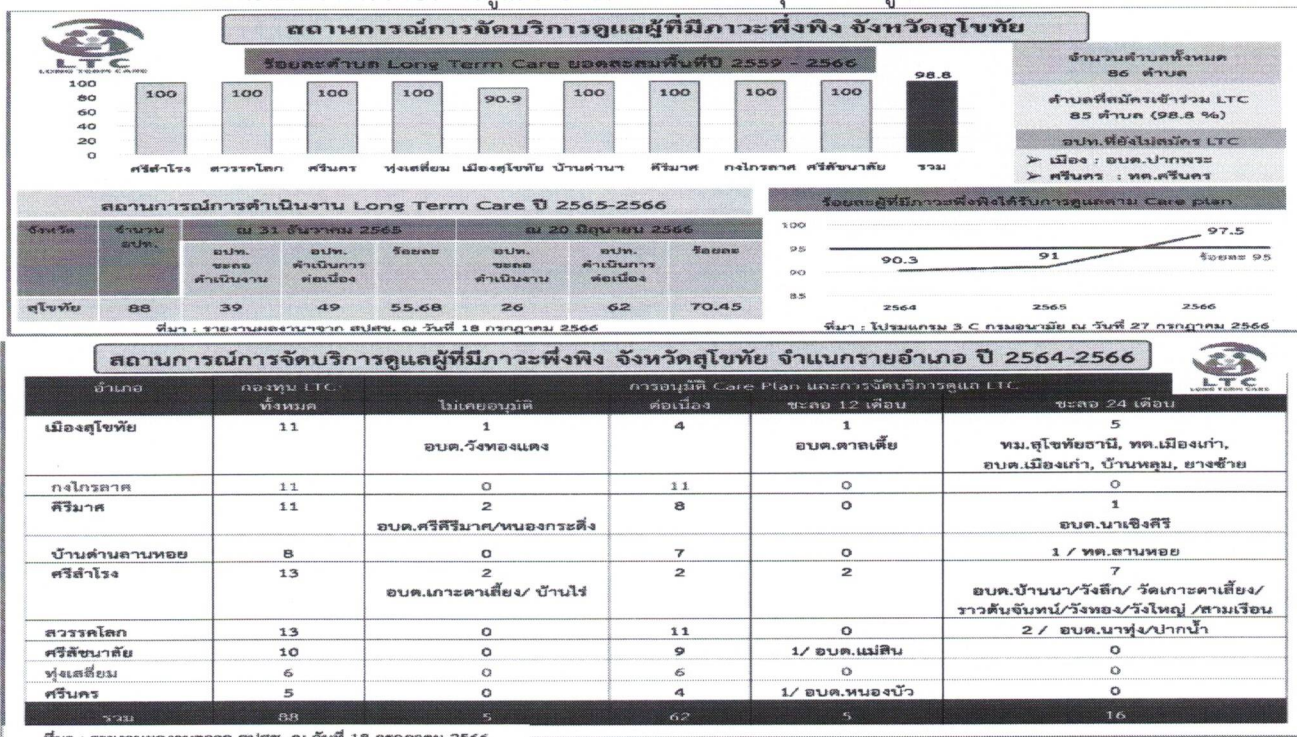 สถานการณ์การจัดบริการดูแลผู้ที่มีภาวะพึ่งพิง จังหวัดสุโขทัย
LTC
LONG TERM CARE
ร้อยละตำบล Long Term Care ยอดสะสมพื้นที่ปี 2559 - 2566
100
80
60
40
20
0
100 100 100 100 90.9 100 100 100 100 98.8
ศรีสำโรง สวรรคโลก ศรีนคร ทุ่งเสลี่ยม เมืองสุโขทัย บ้านด่านฯ คีรีมาศ กงไกรลาศ ศรีสัชนาลัย รวม
จำนวนตำบลทั้งหมด
86 ตำบล
ตำบลที่สมัครเข้าร่วม LTC
85 ตำบล (98.8 %)
อปท.ที่ยังไม่สมัคร LTC
➢ เมือง : อบต.ปากพระ
➢ ศรีนคร : ทต.ศรีนคร
สถานการณ์การดำเนินงาน Long Term Care ปี 2565-2566
จังหวัด จำนวน อปท. ณ 31 ธันวาคม 2565 ณ 20 มิถุนายน 2566
อปท. ชะลอ ดำเนินงาน อปท. ดำเนินการ ต่อเนื่อง ร้อยละ อปท. ชะลอ ดำเนินงาน อปท. ดำเนินการ ต่อเนื่อง ร้อยละ
สุโขทัย 88 39 49 55.68 26 62 70.45
ที่มา : รายงานผลงานฯจาก สปสช. ณ วันที่ 18 กรกฎาคม 2566
ร้อยละผู้ที่มีภาวะพึ่งพิงได้รับการดูแลตาม Care plan
100
95
90
85
90.3 91 97.5
ร้อยละ 95
2564 2565 2566
ที่มา : โปรแกรม 3 C กรมอนามัย ณ วันที่ 27 กรกฎาคม 2566
สถานการณ์การจัดบริการดูแลผู้ที่มีภาวะพึ่งพิง จังหวัดสุโขทัย จำแนกรายอำเภอ ปี 2564-2566
LTC
LONG TERM CARE
อำเภอ กองทุน LTC การอนุมัติ Care Plan และการจัดบริการดูแล LTC
ทั้งหมด ไม่เคยอนุมัติ ต่อเนื่อง ชะลอ 12 เดือน ชะลอ 24 เดือน
เมืองสุโขทัย 11 1 4 1 5
อบต.วังทองแดง อบต.ตาลเตี้ย ทม.สุโขทัยธานี, ทต.เมืองเก่า,
อบต.เมืองเก่า, บ้านหลุม, ยางซ้าย
กงไกรลาศ 11 0 11 0 0
คีรีมาศ 11 2 8 0 1
อบต.ศรีคีรีมาศ/หนองกระดิ่ง อบต.นาเชิงคีรี
บ้านด่านลานหอย 8 0 7 0 1 / ทต.ลานหอย
ศรีสำโรง 13 2 2 2 7
อบต.เกาะตาเลี้ยง/ บ้านไร่ อบต.บ้านนา/วังลึก/ วัดเกาะตาเลี้ยง/
ราวต้นจันทน์/วังทอง/วังใหญ่ /สามเรือน
สวรรคโลก 13 0 11 0 2 / อบต.นาทุ่ง/ปากน้ำ
ศรีสัชนาลัย 10 0 9 1/ อบต.แม่สิน 0
ทุ่งเสลี่ยม 6 0 6 0 0
ศรีนคร 5 0 4 1/ อบต.หนองบัว 0
รวม 88 5 62 5 16